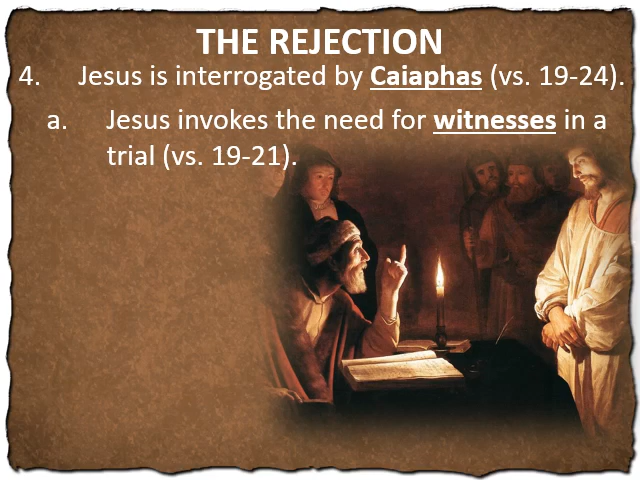 THE REJECTION
4. Jesus is interrogated by Caiaphas (vs. 19-24).
a. Jesus invokes the need for witnesses in a
trial (vs. 19-21).